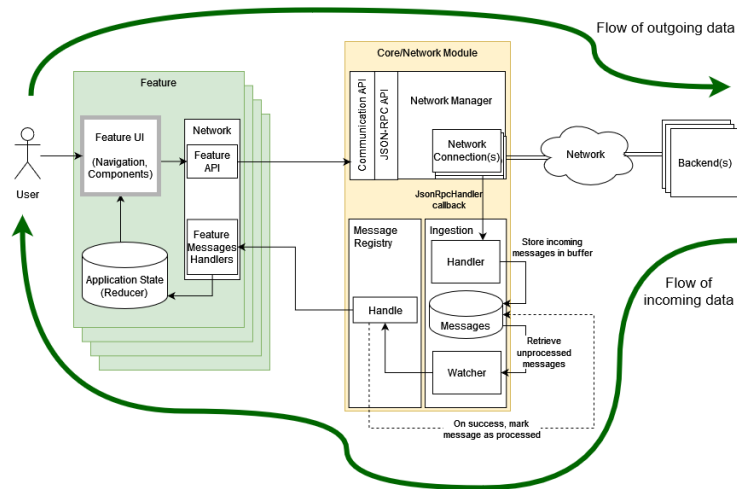 Flow of outgoing data
Core/Network Module
Feature
Communication API
JSON-RPC API
Network Manager
Network
Feature UI
(Navigation,
Components)
Feature
API
Network
Connection(s)
Network
Backend(s)
User
JsonRpcHandler
callback
Message
Registry
Ingestion
Feature
Messages
Handlers
Handler
Store incoming
messages in buffer
Flow of
incoming data
Application State
(Reducer)
Handle
Messages
Retrieve
unprocessed
messages
Watcher
On success, mark
message as processed